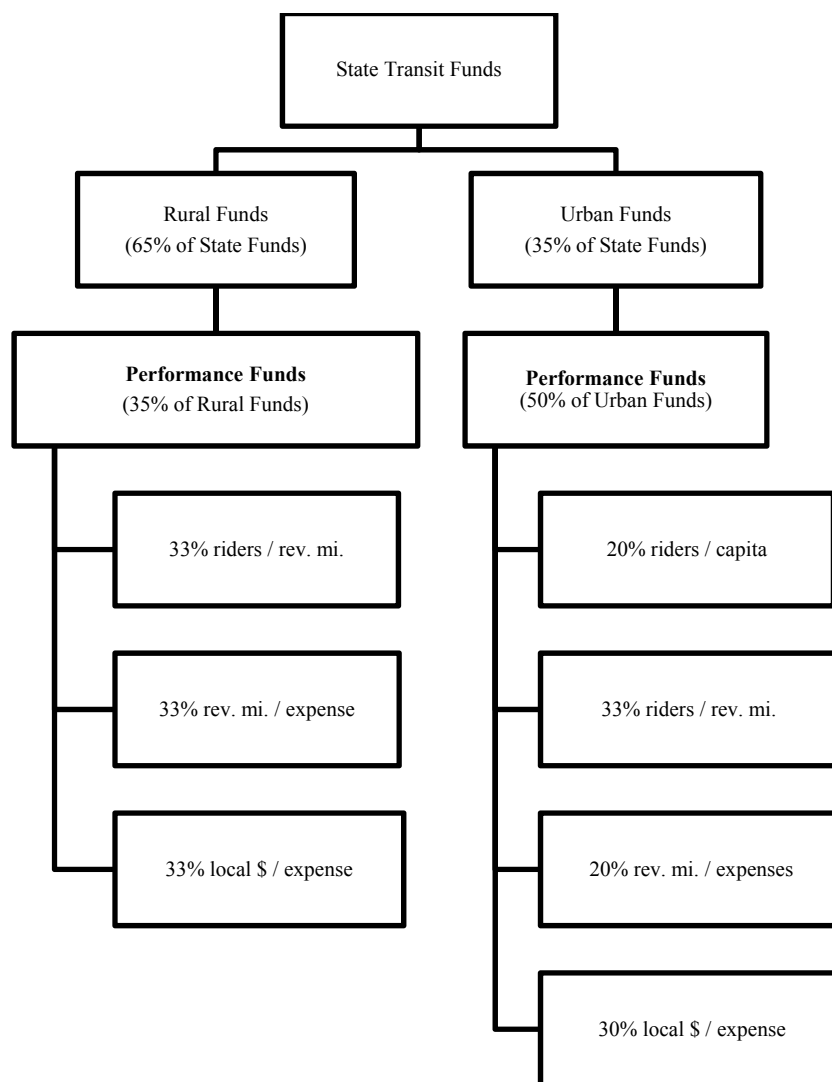 State Transit Funds
Rural Funds
(65% of State Funds)
Urban Funds
(35% of State Funds)
Performance Funds
(35% of Rural Funds)
Performance Funds
(50% of Urban Funds)
33% riders / rev. mi.
33% rev. mi. / expense
33% local $ / expense
20% riders / capita
33% riders / rev. mi.
20% rev. mi. / expenses
30% local $ / expense